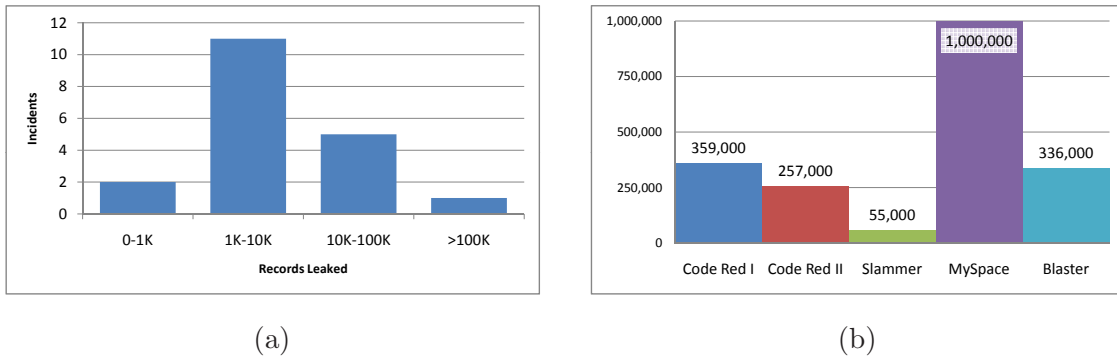 12
10
8
6
4
2
0
Incidents
0-1K 1K-10K 10K-100K >100K
Records Leaked
(a)
1,000,000
750,000
500,000
250,000
0
359,000
257,000
55,000
1,000,000
336,000
Code Red I Code Red II Slammer MySpace Blaster
(b)